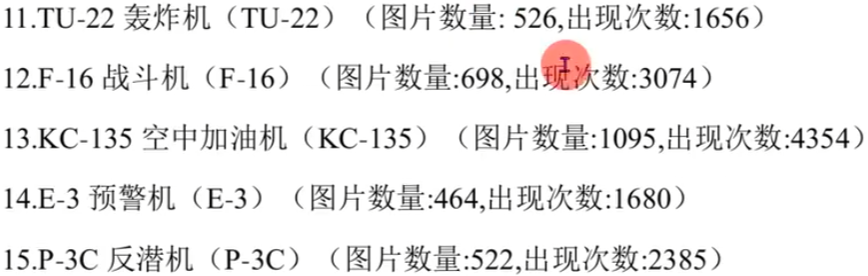 11.TU-22 轰炸机（TU-22）（图片数量: 526,出现次数:1656）
12.F-16 战斗机（F-16）（图片数量:698,出现次数:3074）
13.KC-135 空中加油机（KC-135）（图片数量:1095,出现次数:4354）
14.E-3 预警机（E-3）（图片数量:464,出现次数:1680）
15.P-3C 反潜机（P-3C）（图片数量:522,出现次数:2385）